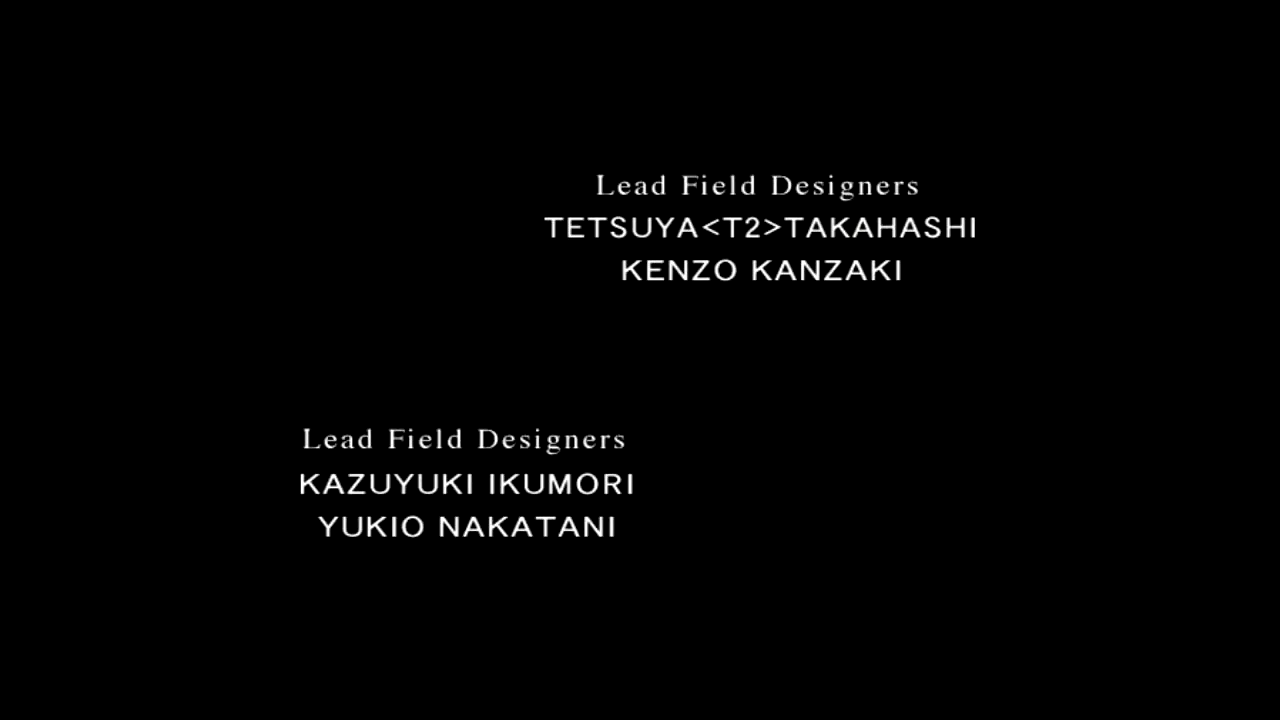 Lead Field Designers
TETSUYA<T2>TAKAHASHI
KENZO KANZAKI
Lead Field Designers
KAZUYUKI IKUMORI
YUKIO NAKATANI